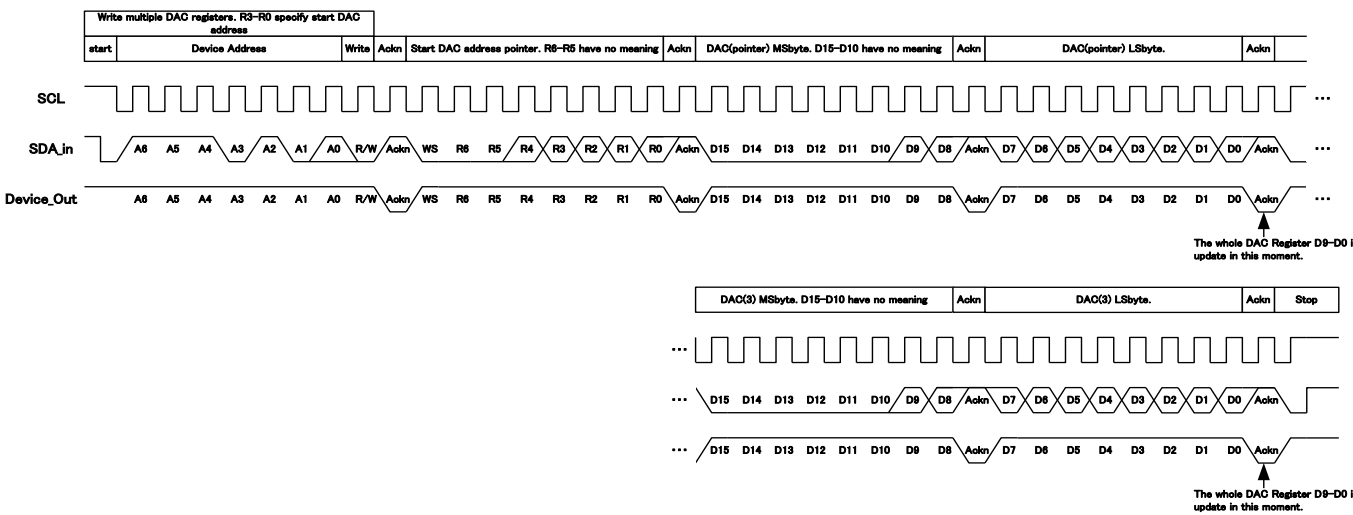 Write multiple DAC registers. R3-R0 specify start DAC
address
start Device Address Write Ackn Start DAC address pointer. R6-R5 have no meaning Ackn DAC(pointer) MSbyte. D15-D10 have no meaning Ackn DAC(pointer) LSbyte. Ackn
SCL ...
SDA_in A6 A5 A4 A3 A2 A1 A0 R/W Ackn WS R6 R5 R4 R3 R2 R1 R0 Ackn D15 D14 D13 D12 D11 D10 D9 D8 Ackn D7 D6 D5 D4 D3 D2 D1 D0 Ackn ...
Device_Out A6 A5 A4 A3 A2 A1 A0 R/W Ackn WS R6 R5 R4 R3 R2 R1 R0 Ackn D15 D14 D13 D12 D11 D10 D9 D8 Ackn D7 D6 D5 D4 D3 D2 D1 D0 Ackn ...
The whole DAC Register D9-D0 i
update in this moment.
DAC(3) MSbyte. D15-D10 have no meaning Ackn DAC(3) LSbyte. Ackn Stop
...
... D15 D14 D13 D12 D11 D10 D9 D8 Ackn D7 D6 D5 D4 D3 D2 D1 D0 Ackn
... D15 D14 D13 D12 D11 D10 D9 D8 Ackn D7 D6 D5 D4 D3 D2 D1 D0 Ackn
The whole DAC Register D9-D0 i
update in this moment.